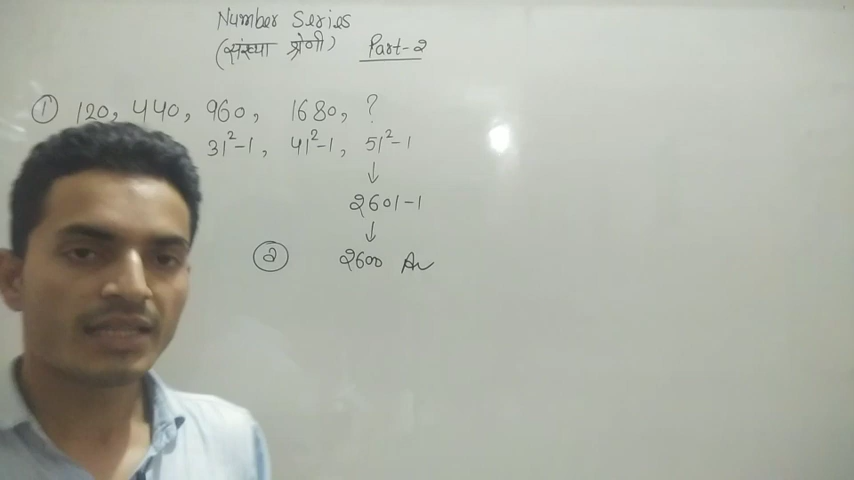 Number Series
(संख्या श्रेणी) Part-2
① 120, 440, 960, 1680, ?
31²-1, 41²-1, 51²-1
↓
2601-1
↓
② 2600 Ans